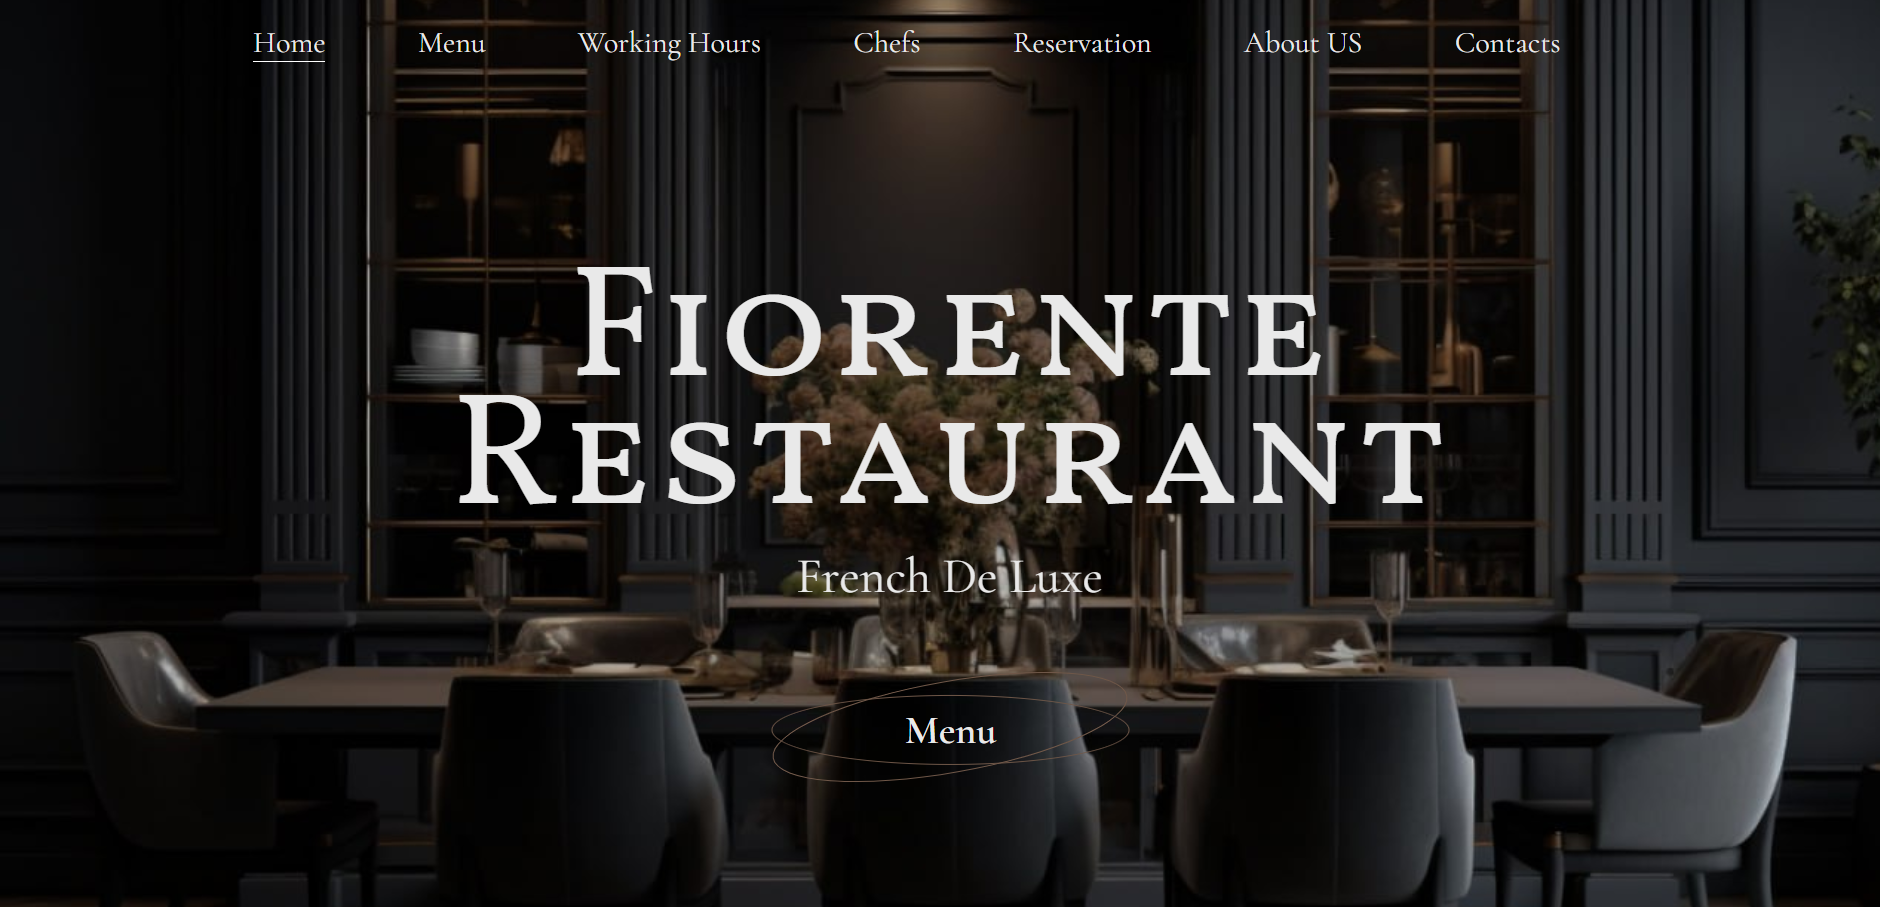 Home Menu Working Hours Chefs Reservation About US Contacts
Fiorente
Restaurant
French De Luxe
Menu